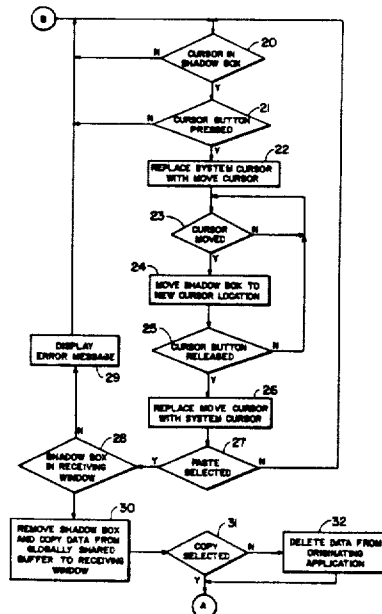 B
20
CURSOR IN
SHADOW BOX
N
Y
21
CURSOR BUTTON
PRESSED
N
Y
22
REPLACE SYSTEM CURSOR
WITH MOVE CURSOR
23
CURSOR
MOVED
N
Y
24
MOVE SHADOW BOX TO
NEW CURSOR LOCATION
25
CURSOR BUTTON
RELEASED
N
Y
26
REPLACE MOVE CURSOR
WITH SYSTEM CURSOR
27
PASTE SELECTED
N
Y
28
SHADOW BOX
IN RECEIVING
WINDOW
N
DISPLAY
ERROR MESSAGE
29
30
REMOVE SHADOW BOX
AND COPY DATA FROM
GLOBALLY SHARED
BUFFER TO RECEIVING
WINDOW
31
COPY
SELECTED
N
Y
32
DELETE DATA FROM
ORIGINATING
APPLICATION
A